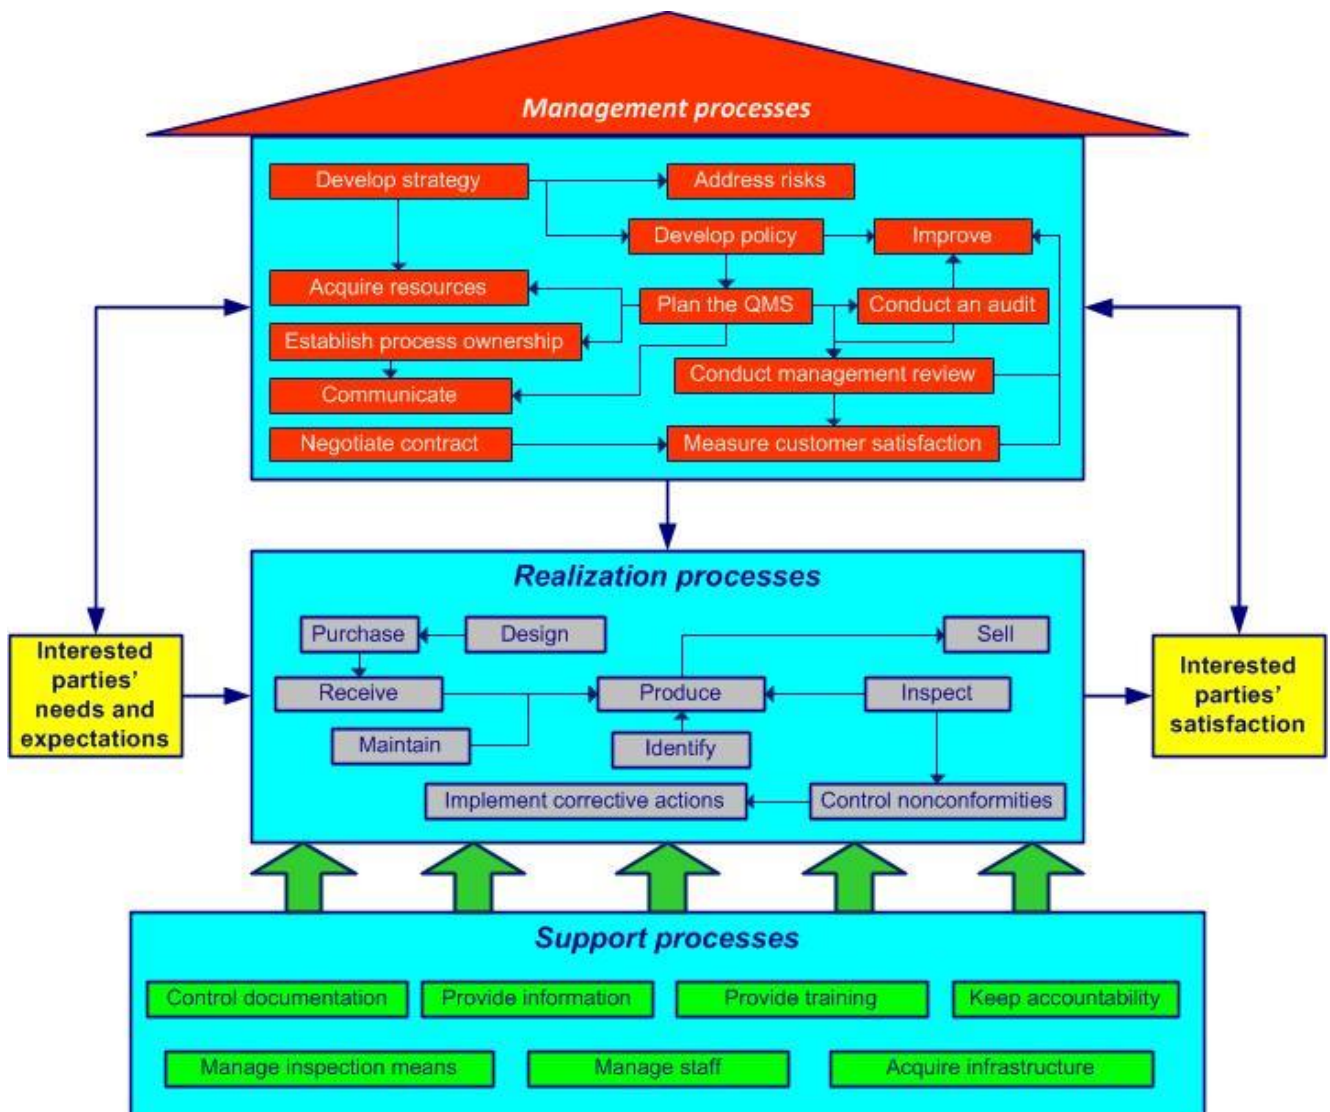 Management processes
Develop strategy
Address risks
Develop policy
Improve
Acquire resources
Plan the QMS
Conduct an audit
Establish process ownership
Conduct management review
Communicate
Negotiate contract
Measure customer satisfaction
Realization processes
Purchase
Design
Sell
Receive
Produce
Inspect
Maintain
Identify
Implement corrective actions
Control nonconformities
Interested
parties’
needs and
expectations
Interested
parties’
satisfaction
Support processes
Control documentation
Provide information
Provide training
Keep accountability
Manage inspection means
Manage staff
Acquire infrastructure